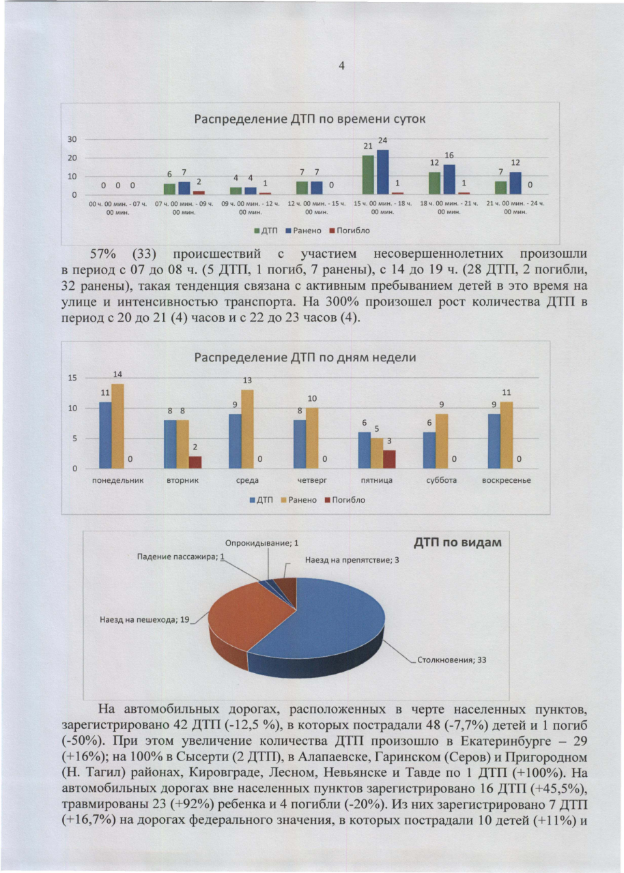 4
Распределение ДТП по времени суток
30
20
10
0
0 0 0
6 7 2
4 4 1
7 7 0
21 24 1
12 16 1
7 12 0
00 ч. 00 мин. - 07 ч. 00 мин.
07 ч. 00 мин. - 09 ч. 00 мин.
09 ч. 00 мин. - 12 ч. 00 мин.
12 ч. 00 мин. - 15 ч. 00 мин.
15 ч. 00 мин. - 18 ч. 00 мин.
18 ч. 00 мин. - 21 ч. 00 мин.
21 ч. 00 мин. - 24 ч. 00 мин.
ДТП Ранено Погибло
57% (33) происшествий с участием несовершеннолетних произошли
в период с 07 до 08 ч. (5 ДТП, 1 погиб, 7 ранены), с 14 до 19 ч. (28 ДТП, 2 погибли,
32 ранены), такая тенденция связана с активным пребыванием детей в это время на
улице и интенсивностью транспорта. На 300% произошел рост количества ДТП в
период с 20 до 21 (4) часов и с 22 до 23 часов (4).
Распределение ДТП по дням недели
15
10
5
0
11 14 0
8 8 2
9 13 0
8 10 0
6 5 3
6 9 0
9 11 0
понедельник вторник среда четверг пятница суббота воскресенье
ДТП Ранено Погибло
ДТП по видам
Опрокидывание; 1
Падение пассажира; 1
Наезд на препятствие; 3
Наезд на пешехода; 19
Столкновения; 33
На автомобильных дорогах, расположенных в черте населенных пунктов,
зарегистрировано 42 ДТП (-12,5 %), в которых пострадали 48 (-7,7%) детей и 1 погиб
(-50%). При этом увеличение количества ДТП произошло в Екатеринбурге – 29
(+16%); на 100% в Сысерти (2 ДТП), в Алапаевске, Гаринском (Серов) и Пригородном
(Н. Тагил) районах, Кировграде, Лесном, Невьянске и Тавде по 1 ДТП (+100%). На
автомобильных дорогах вне населенных пунктов зарегистрировано 16 ДТП (+45,5%),
травмированы 23 (+92%) ребенка и 4 погибли (-20%). Из них зарегистрировано 7 ДТП
(+16,7%) на дорогах федерального значения, в которых пострадали 10 детей (+11%) и